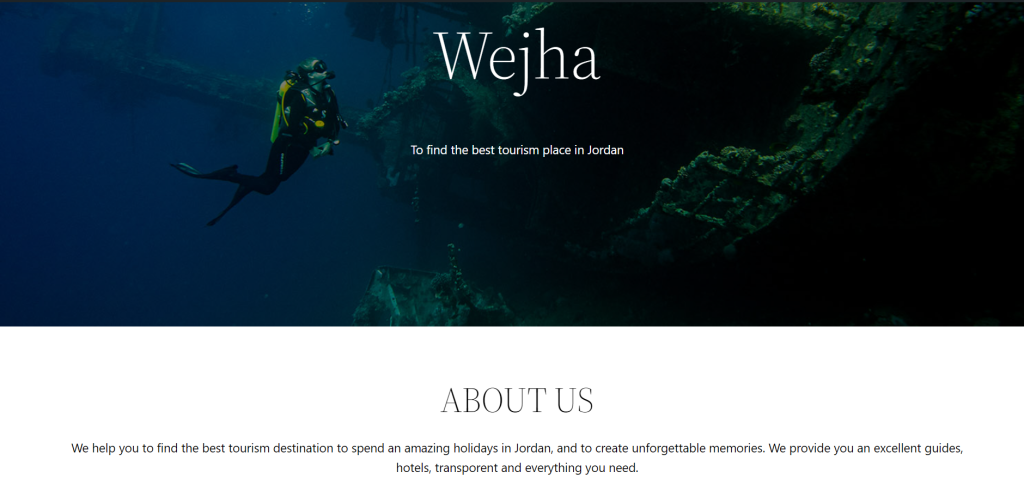 Wejha
To find the best tourism place in Jordan
ABOUT US
We help you to find the best tourism destination to spend an amazing holidays in Jordan, and to create unforgettable memories. We provide you an excellent guides,
hotels, transporent and everything you need.